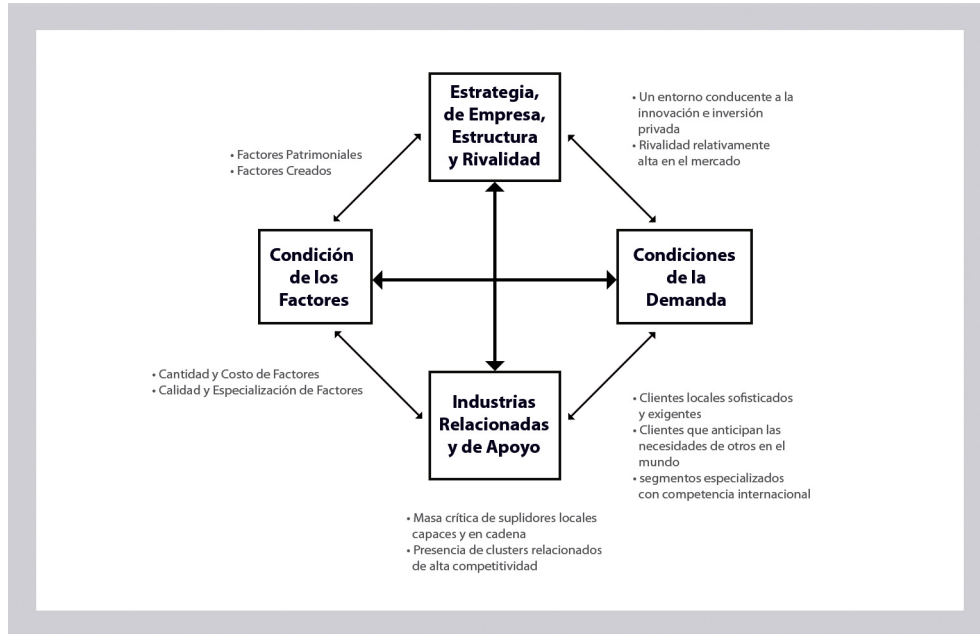 Estrategia,
de Empresa,
Estructura
y Rivalidad
• Un entorno conducente a la
innovación e inversión
privada
• Rivalidad relativamente
alta en el mercado
• Factores Patrimoniales
• Factores Creados
Condición
de los
Factores
Condiciones
de la
Demanda
• Cantidad y Costo de Factores
• Calidad y Especialización de Factores
Industrias
Relacionadas
y de Apoyo
• Clientes locales sofisticados
y exigentes
• Clientes que anticipan las
necesidades de otros en el
mundo
• segmentos especializados
con competencia internacional
• Masa crítica de suplidores locales
capaces y en cadena
• Presencia de clusters relacionados
de alta competitividad